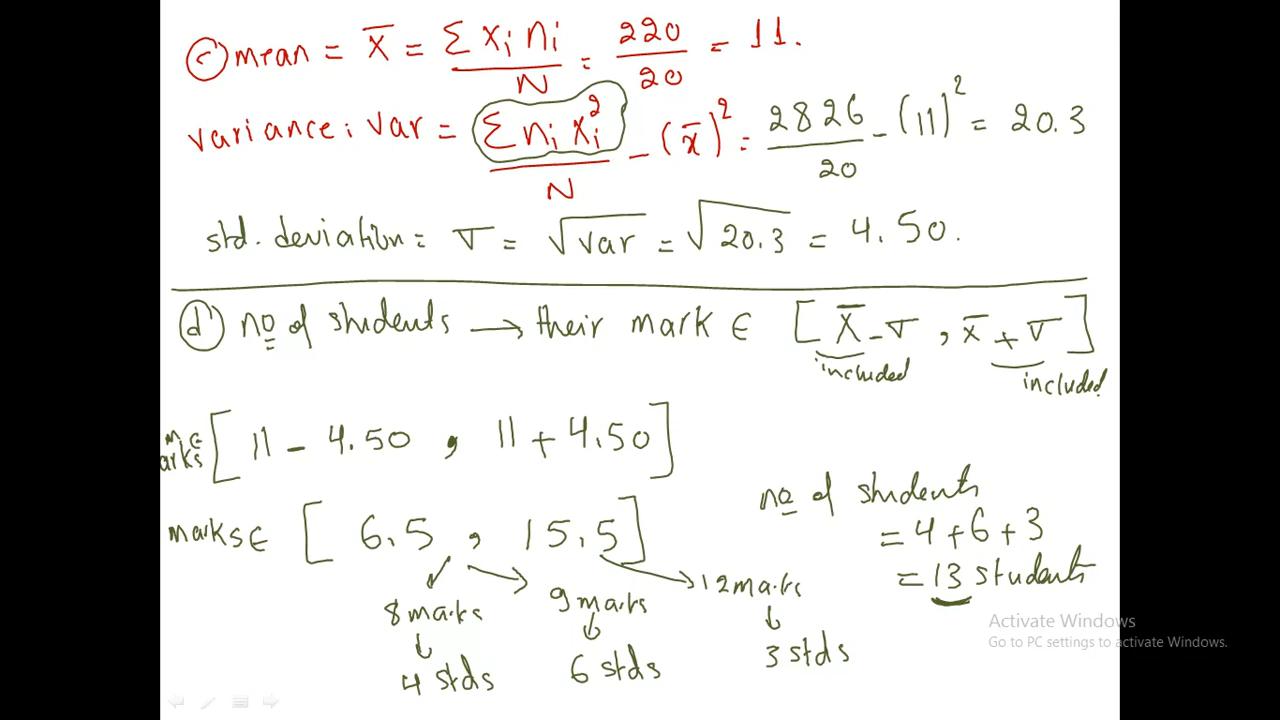 (c) mean = x̄ = Σ xᵢ nᵢ / N = 220 / 20 = 11.
variance: var = Σ nᵢ xᵢ² / N - (x̄)² = 2826 / 20 - (11)² = 20.3
std. deviation = σ = √var = √20.3 = 4.50.
(d) no of students → their mark ∈ [x̄ - σ, x̄ + σ]
included included
marks ∈ [11 - 4.50, 11 + 4.50]
marks ∈ [6.5, 15.5]
8 marks 9 marks 12 marks
↓ ↓ ↓
4 stds 6 stds 3 stds
no of students
= 4 + 6 + 3
= 13 students
Activate Windows
Go to PC settings to activate Windows.